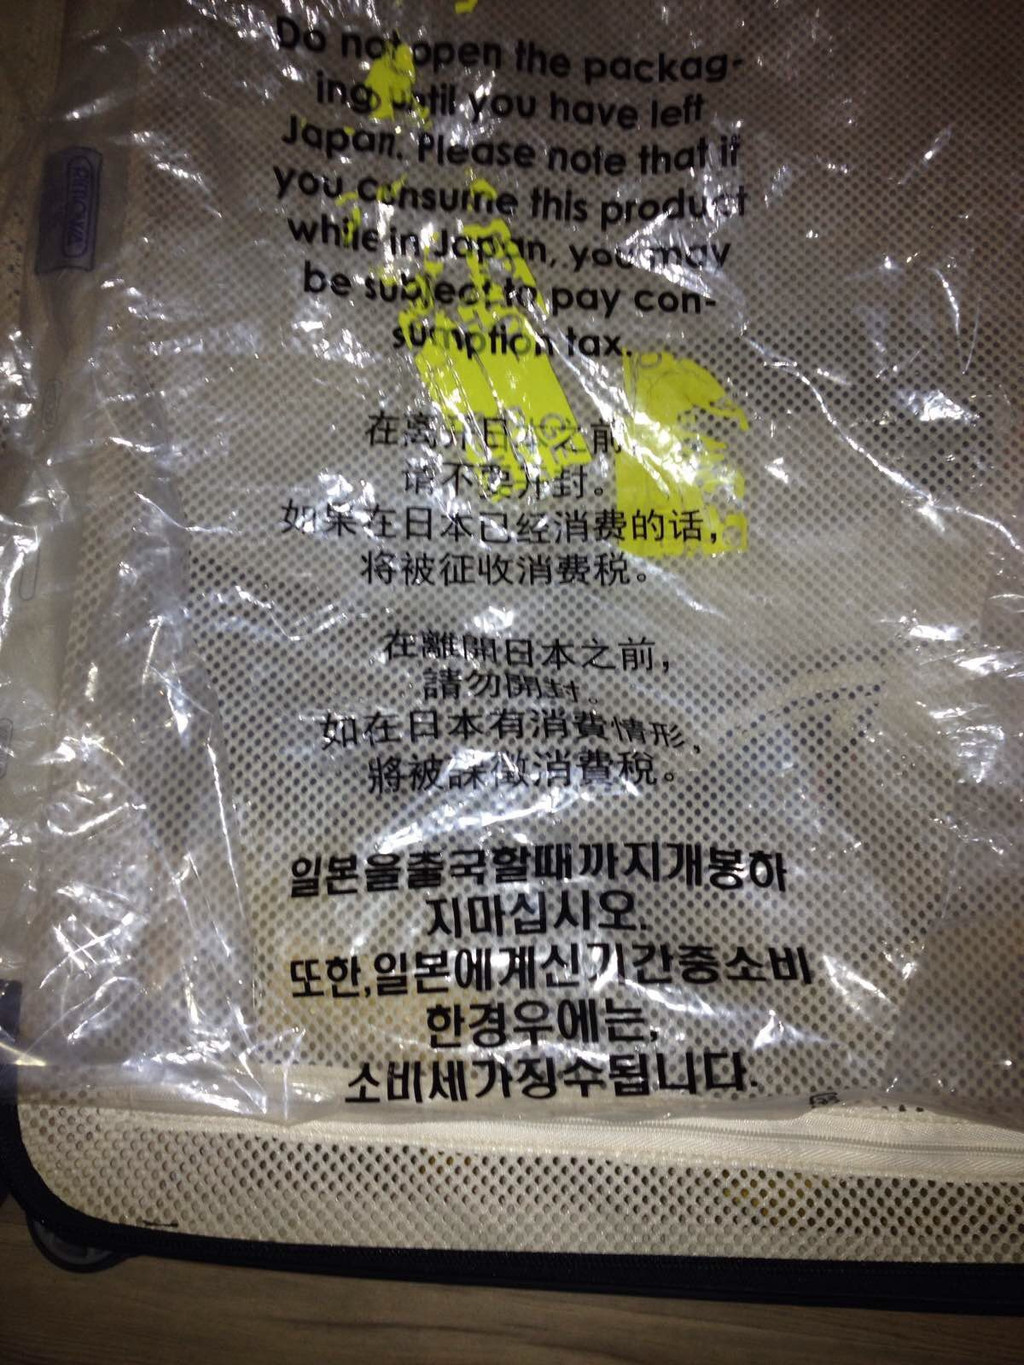 Do not open the packag-
ing until you have left
Japan. Please note that if
you consume this product
while in Japan, you may
be subject to pay con-
sumption tax.
在离开日本之前
请不要开封。
如果在日本已经消费的话,
将被征收消费税。
在離開日本之前,
請勿開封。
如在日本有消費情形,
將被課徵消費稅。
일본을출국할때까지개봉하
지마십시오.
또한,일본에계신기간중소비
한경우에는,
소비세가징수됩니다.